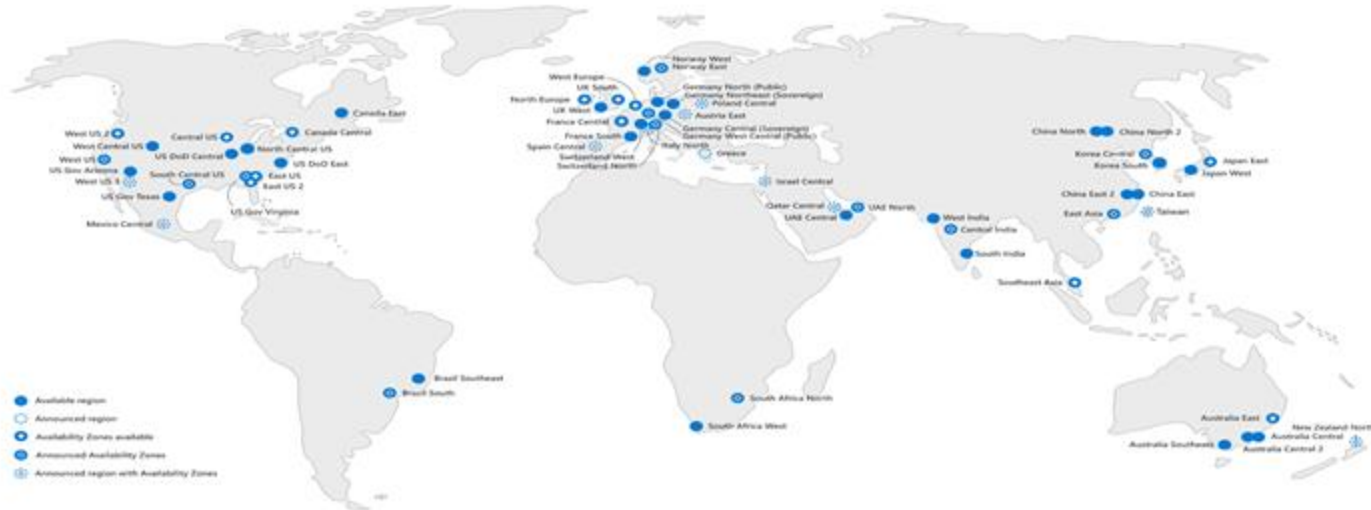 Canada East
West US 2
Central US
Canada Central
West Central US
US DoD Central
North Central US
West US
US DoD East
US Gov Arizona
South Central US
East US
West US 3
East US 2
US Gov Texas
US Gov Virginia
Mexico Central
Brazil Southeast
Brazil South
Norway West
Norway East
West Europe
UK South
Germany North (Public)
Germany Northeast (Sovereign)
North Europe
Poland Central
UK West
Austria East
France Central
Germany Central (Sovereign)
Germany West Central (Public)
France South
Italy North
Spain Central
Switzerland West
Switzerland North
Greece
Israel Central
Qatar Central
UAE North
UAE Central
South Africa North
South Africa West
West India
Central India
South India
China North
China North 2
Korea Central
Korea South
Japan East
Japan West
China East 2
China East
East Asia
Taiwan
Southeast Asia
Australia East
New Zealand North
Australia Central
Australia Southeast
Australia Central 2
Available region
Announced region
Availability Zones available
Announced Availability Zones
Announced region with Availability Zones